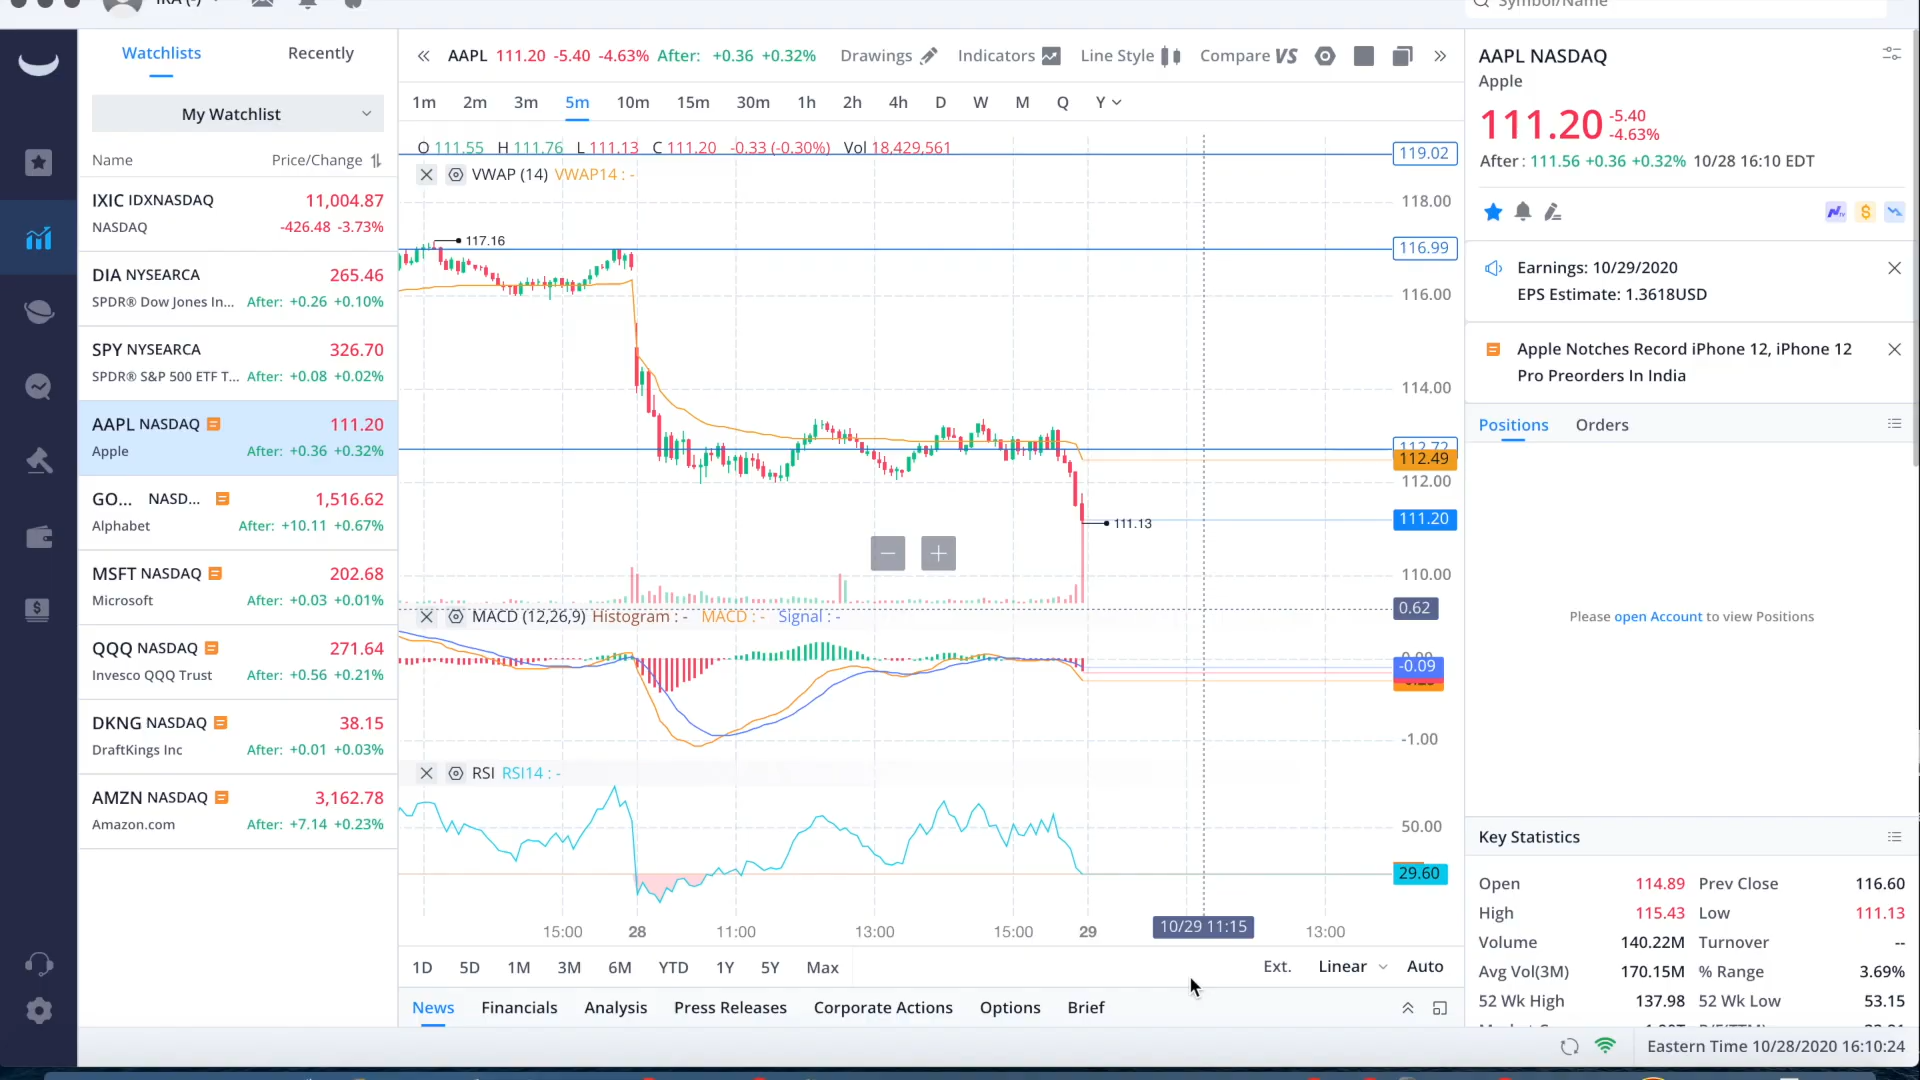 IRA (-)
Symbol/Name
Watchlists
Recently
My Watchlist
Name
Price/Change
IXIC IDXNASDAQ 11,004.87
NASDAQ -426.48 -3.73%
DIA NYSEARCA 265.46
SPDR® Dow Jones In... After: +0.26 +0.10%
SPY NYSEARCA 326.70
SPDR® S&P 500 ETF T... After: +0.08 +0.02%
AAPL NASDAQ 111.20
Apple After: +0.36 +0.32%
GO... NASD... 1,516.62
Alphabet After: +10.11 +0.67%
MSFT NASDAQ 202.68
Microsoft After: +0.03 +0.01%
QQQ NASDAQ 271.64
Invesco QQQ Trust After: +0.56 +0.21%
DKNG NASDAQ 38.15
DraftKings Inc After: +0.01 +0.03%
AMZN NASDAQ 3,162.78
Amazon.com After: +7.14 +0.23%
AAPL 111.20 -5.40 -4.63% After: +0.36 +0.32% Drawings Indicators Line Style Compare VS
1m 2m 3m 5m 10m 15m 30m 1h 2h 4h D W M Q Y
O 111.55 H 111.76 L 111.13 C 111.20 -0.33 (-0.30%) Vol 18,429,561
VWAP (14) VWAP14 : -
119.02
118.00
117.16
116.99
116.00
114.00
112.72
112.49
112.00
111.20
111.13
110.00
0.62
MACD (12,26,9) Histogram : - MACD : - Signal : -
0.00
-0.09
-1.00
RSI RSI14 : -
50.00
29.60
15:00 28 11:00 13:00 15:00 29 10/29 11:15 13:00
1D 5D 1M 3M 6M YTD 1Y 5Y Max Ext. Linear Auto
News Financials Analysis Press Releases Corporate Actions Options Brief
AAPL NASDAQ
Apple
111.20 -5.40
-4.63%
After : 111.56 +0.36 +0.32% 10/28 16:10 EDT
Earnings: 10/29/2020
EPS Estimate: 1.3618USD
Apple Notches Record iPhone 12, iPhone 12
Pro Preorders In India
Positions Orders
Please open Account to view Positions
Key Statistics
Open 114.89 Prev Close 116.60
High 115.43 Low 111.13
Volume 140.22M Turnover --
Avg Vol(3M) 170.15M % Range 3.69%
52 Wk High 137.98 52 Wk Low 53.15
Eastern Time 10/28/2020 16:10:24